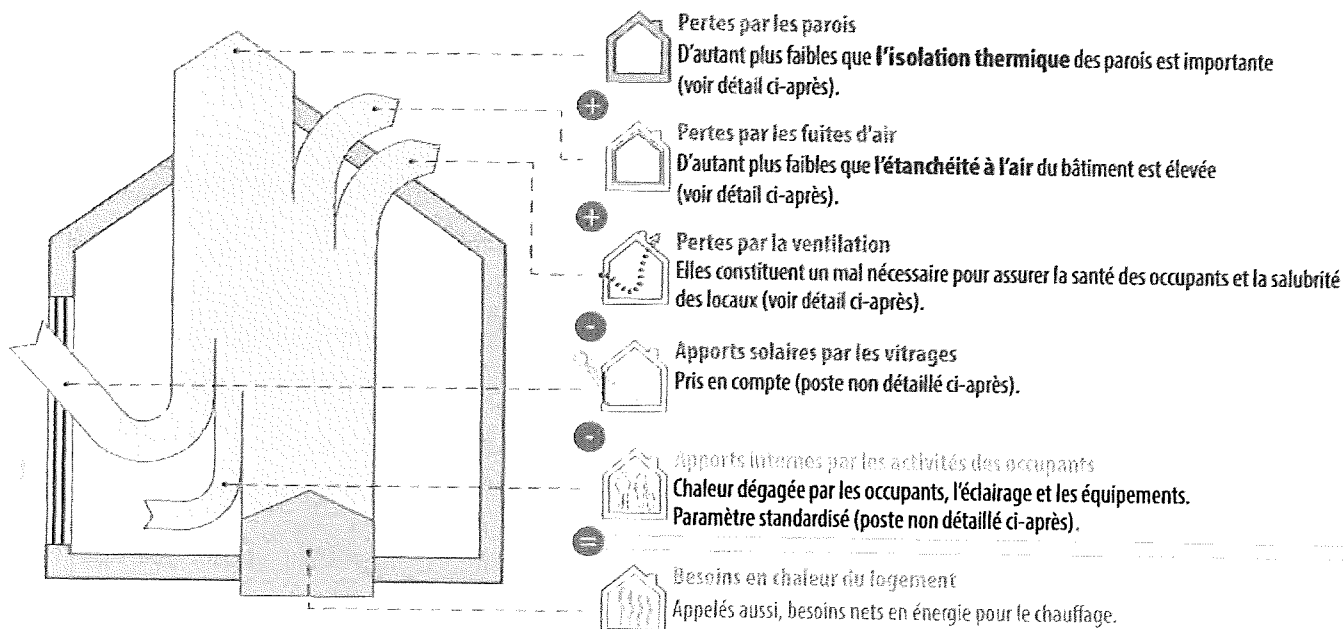 Pertes par les parois
D'autant plus faibles que l'isolation thermique des parois est importante
(voir détail ci-après).
+
Pertes par les fuites d'air
D'autant plus faibles que l'étanchéité à l'air du bâtiment est élevée
(voir détail ci-après).
+
Pertes par la ventilation
Elles constituent un mal nécessaire pour assurer la santé des occupants et la salubrité
des locaux (voir détail ci-après).
-
Apports solaires par les vitrages
Pris en compte (poste non détaillé ci-après).
-
Apports internes par les activités des occupants
Chaleur dégagée par les occupants, l'éclairage et les équipements.
Paramètre standardisé (poste non détaillé ci-après).
=
Besoins en chaleur du logement
Appelés aussi, besoins nets en énergie pour le chauffage.